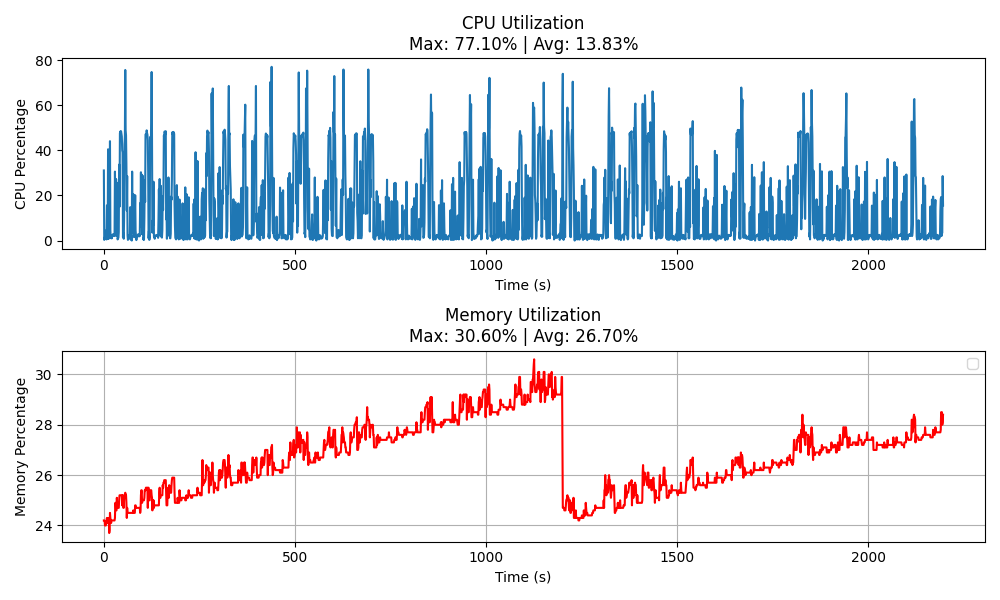 CPU Utilization
Max: 77.10% | Avg: 13.83%
80
60
40
20
0
CPU Percentage
0 500 1000 1500 2000
Time (s)
Memory Utilization
Max: 30.60% | Avg: 26.70%
30
28
26
24
Memory Percentage
0 500 1000 1500 2000
Time (s)